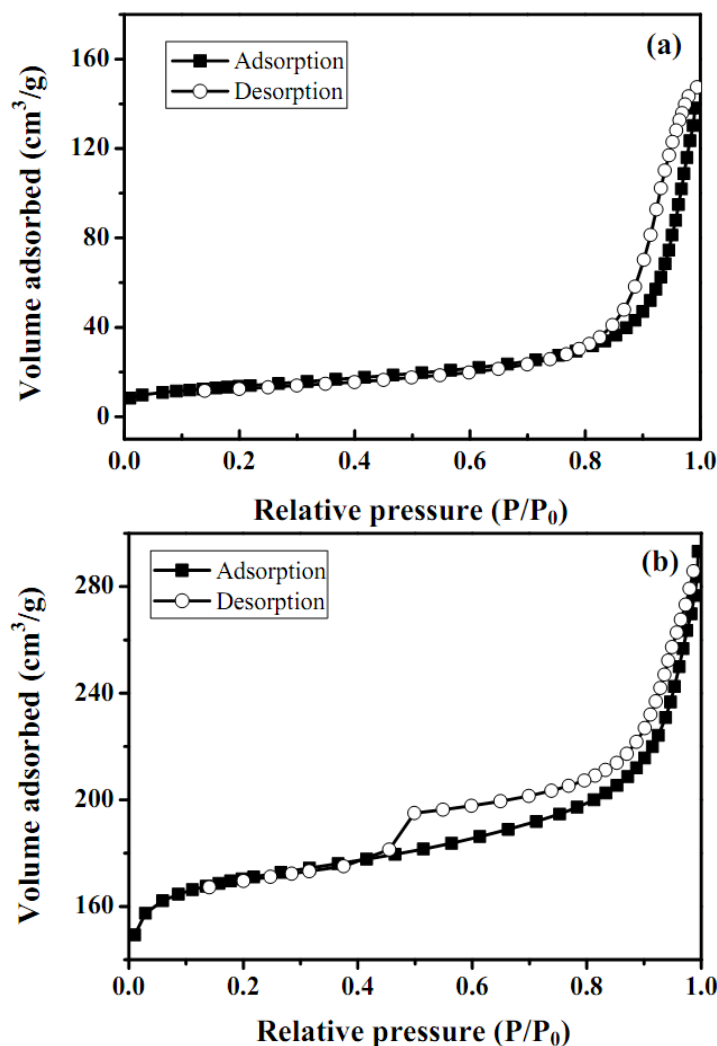 (a)
Adsorption
Desorption
Volume adsorbed (cm³/g)
160
120
80
40
0
0.0 0.2 0.4 0.6 0.8 1.0
Relative pressure (P/P₀)
(b)
Adsorption
Desorption
Volume adsorbed (cm³/g)
280
240
200
160
0.0 0.2 0.4 0.6 0.8 1.0
Relative pressure (P/P₀)